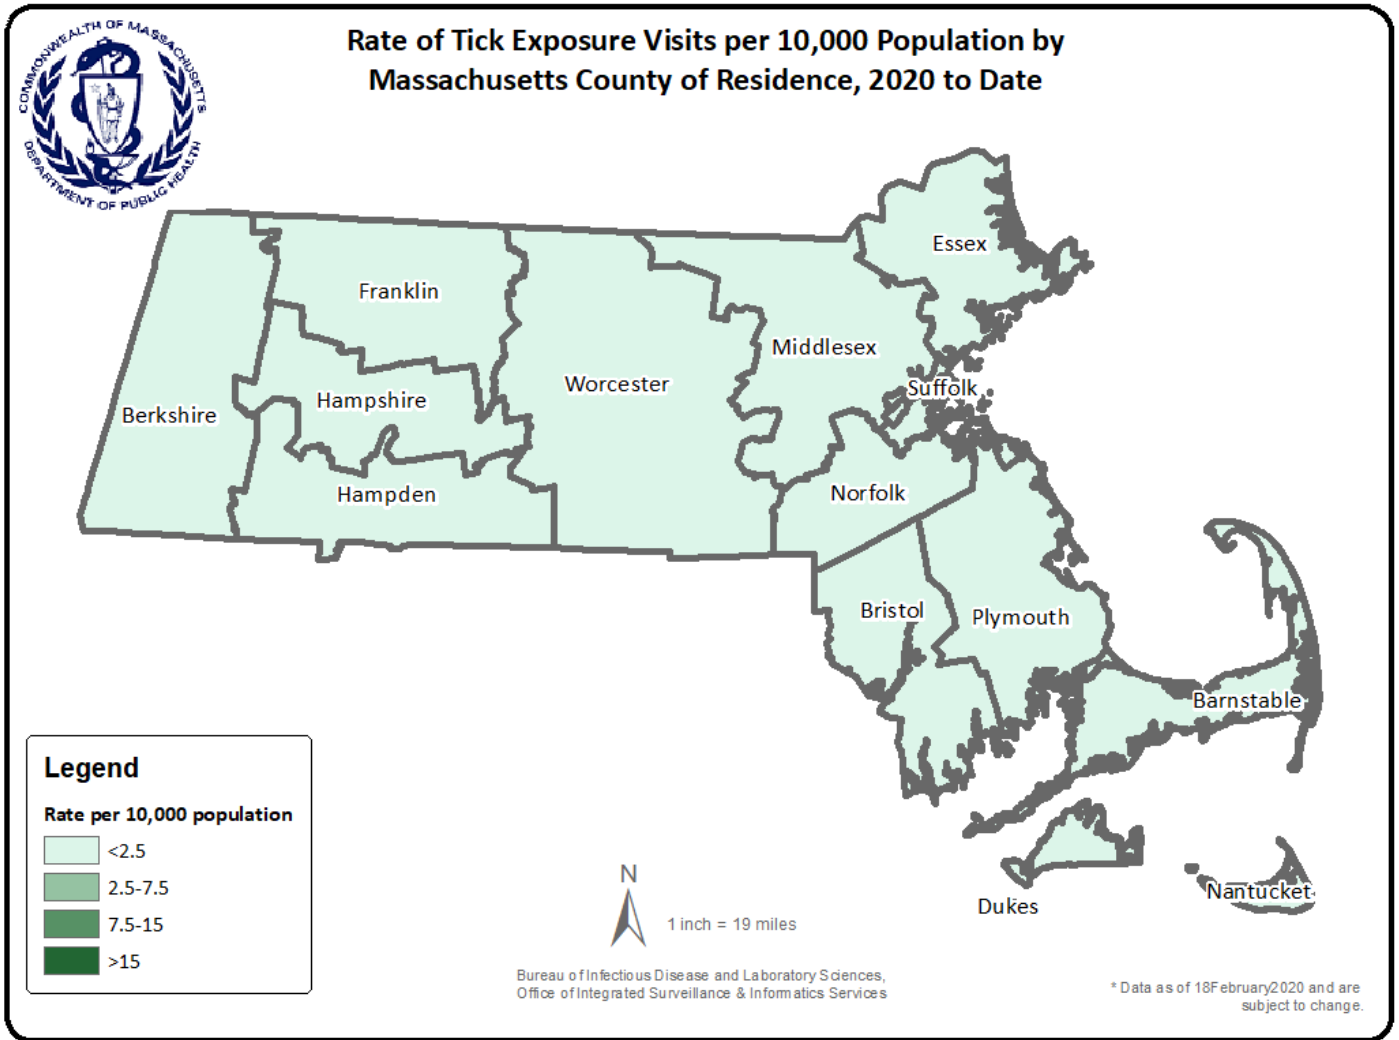 COMMONWEALTH OF MASSACHUSETTS
DEPARTMENT OF PUBLIC HEALTH
Rate of Tick Exposure Visits per 10,000 Population by
Massachusetts County of Residence, 2020 to Date
Essex
Franklin
Middlesex
Worcester
Suffolk
Hampshire
Berkshire
Hampden
Norfolk
Bristol
Plymouth
Barnstable
Nantucket
Dukes
Legend
Rate per 10,000 population
<2.5
2.5-7.5
7.5-15
>15
N
1 inch = 19 miles
Bureau of Infectious Disease and Laboratory Sciences,
Office of Integrated Surveillance & Informatics Services
* Data as of 18February2020 and are
subject to change.